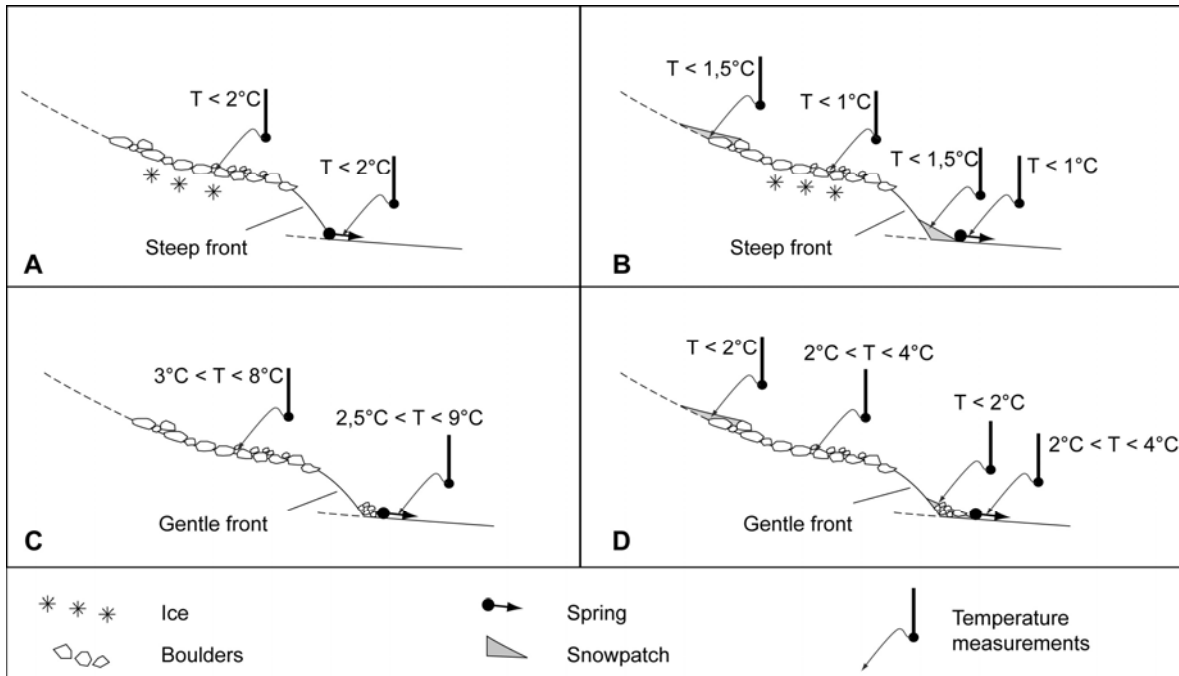 T < 2°C
T < 2°C
Steep front
A
T < 1,5°C
T < 1°C
T < 1,5°C
T < 1°C
Steep front
B
3°C < T < 8°C
2,5°C < T < 9°C
Gentle front
C
T < 2°C
2°C < T < 4°C
T < 2°C
2°C < T < 4°C
Gentle front
D
Ice
Boulders
Spring
Snowpatch
Temperature
measurements